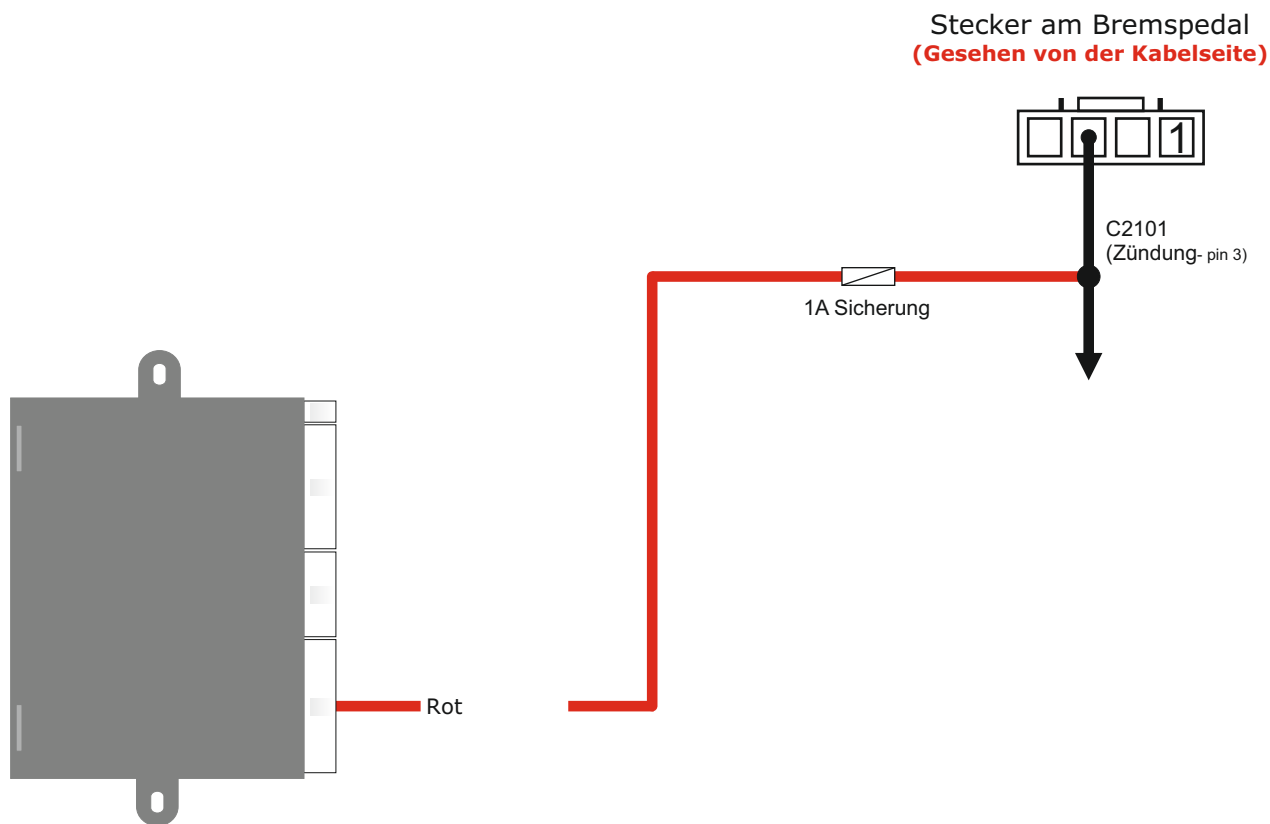 Stecker am Bremspedal
(Gesehen von der Kabelseite)
1
C2101
(Zündung- pin 3)
1A Sicherung
Rot